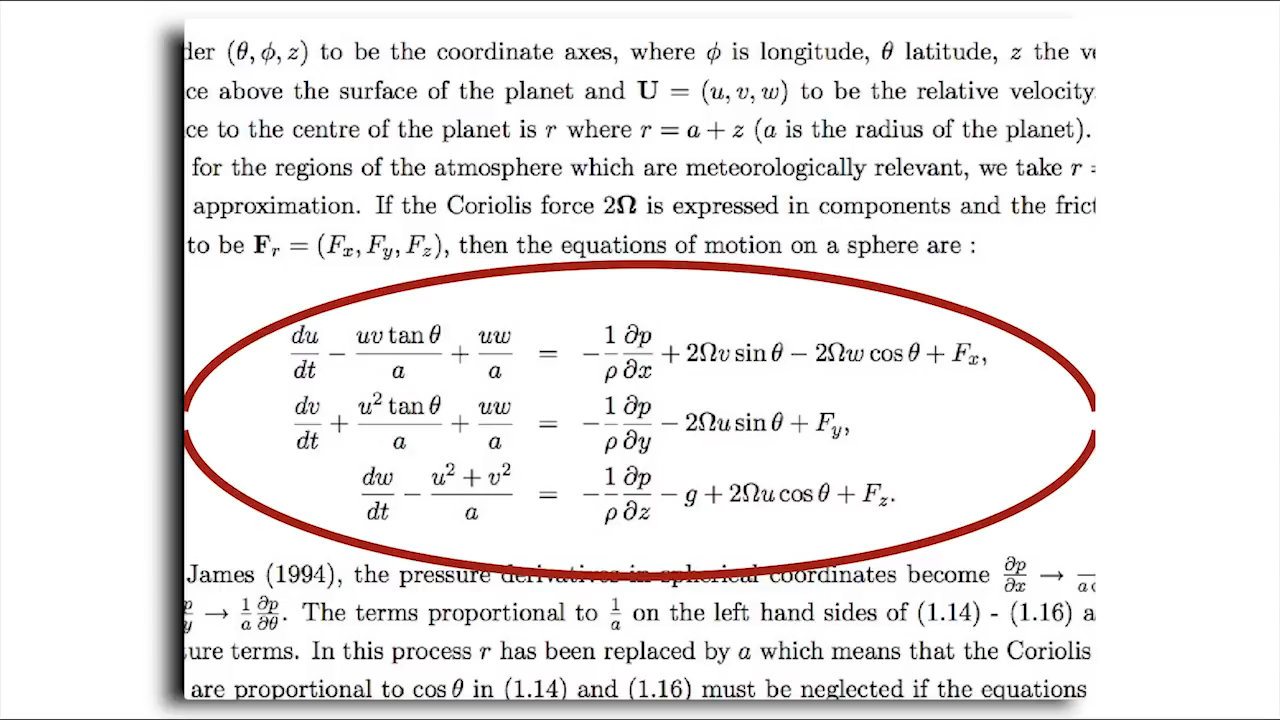 der (θ, ϕ, z) to be the coordinate axes, where ϕ is longitude, θ latitude, z the ve
ce above the surface of the planet and U = (u, v, w) to be the relative velocity
ce to the centre of the planet is r where r = a + z (a is the radius of the planet).
for the regions of the atmosphere which are meteorologically relevant, we take r =
approximation. If the Coriolis force 2Ω is expressed in components and the frict
to be F_r = (F_x, F_y, F_z), then the equations of motion on a sphere are :
du/dt − uv tan θ/a + uw/a = −1/ρ ∂p/∂x + 2Ωv sin θ − 2Ωw cos θ + F_x,
dv/dt + u² tan θ/a + uw/a = −1/ρ ∂p/∂y − 2Ωu sin θ + F_y,
dw/dt − u² + v²/a = −1/ρ ∂p/∂z − g + 2Ωu cos θ + F_z.
James (1994), the pressure derivatives in spherical coordinates become ∂p/∂x →
p/y → 1/a ∂p/∂θ. The terms proportional to 1/a on the left hand sides of (1.14) - (1.16) a
ure terms. In this process r has been replaced by a which means that the Coriolis
are proportional to cos θ in (1.14) and (1.16) must be neglected if the equations